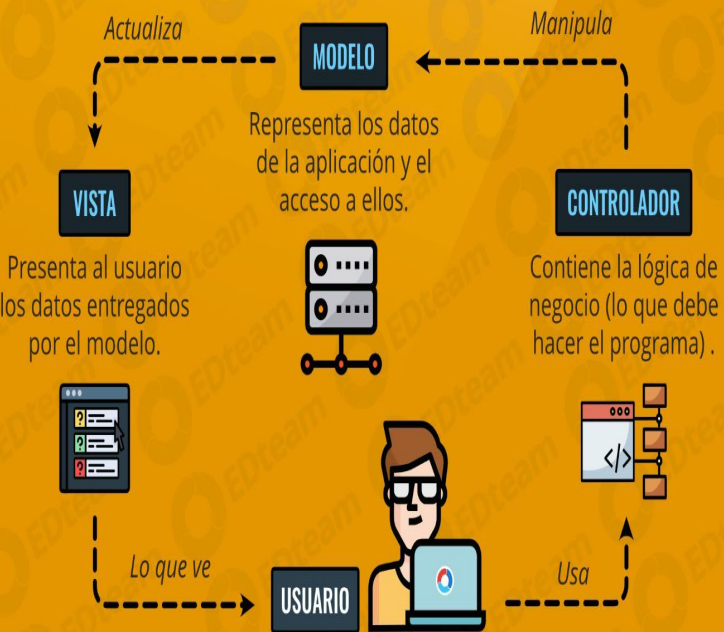 Actualiza
MODELO
Manipula
Representa los datos
de la aplicación y el
acceso a ellos.
VISTA
Presenta al usuario
los datos entregados
por el modelo.
CONTROLADOR
Contiene la lógica de
negocio (lo que debe
hacer el programa) .
</>
Lo que ve
USUARIO
Usa
EDteam